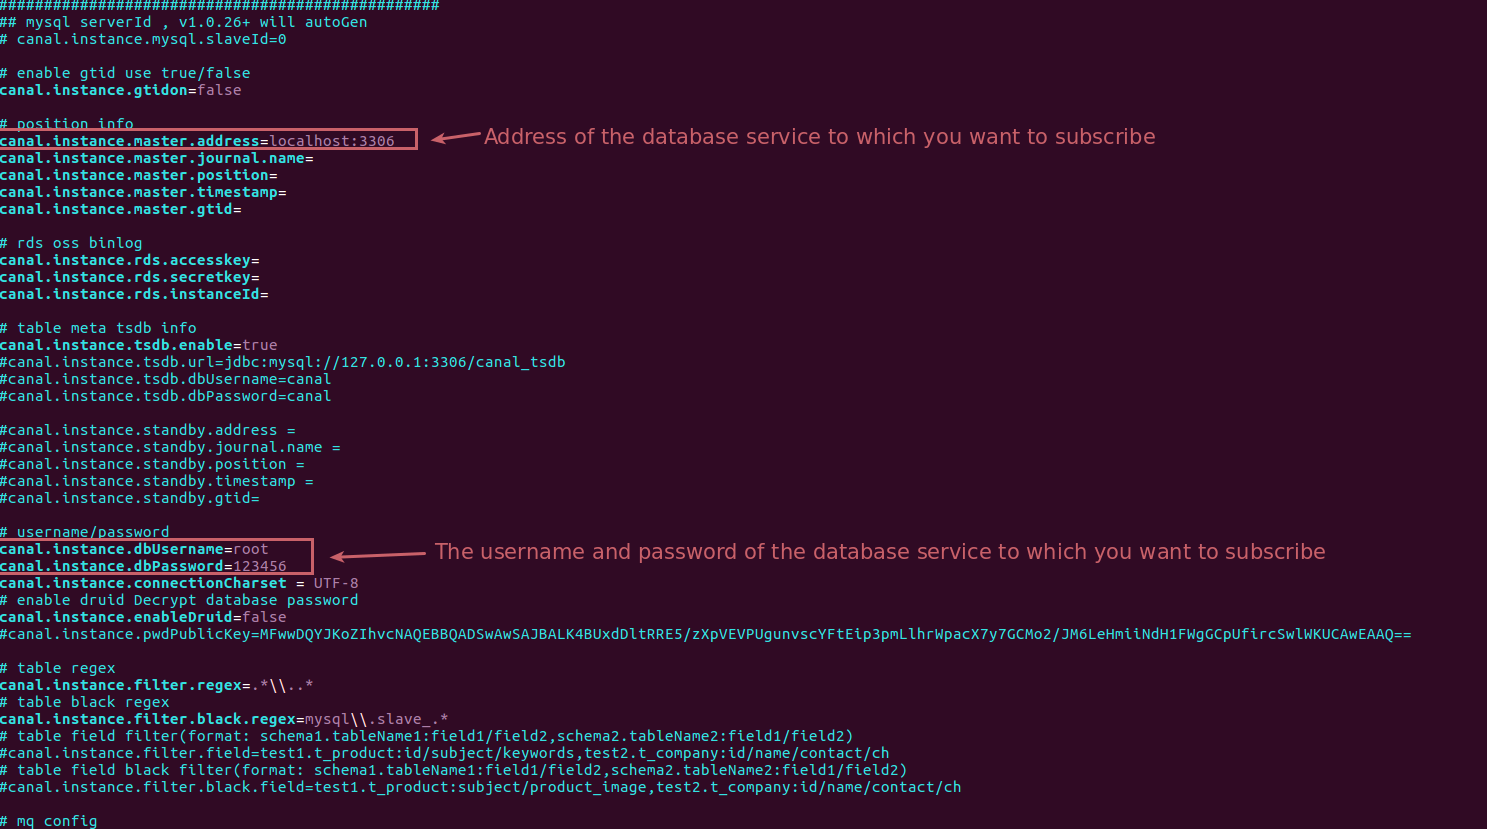 #################################################
## mysql serverId , v1.0.26+ will autoGen
# canal.instance.mysql.slaveId=0
# enable gtid use true/false
canal.instance.gtidon=false
# position info
canal.instance.master.address=localhost:3306
Address of the database service to which you want to subscribe
canal.instance.master.journal.name=
canal.instance.master.position=
canal.instance.master.timestamp=
canal.instance.master.gtid=
# rds oss binlog
canal.instance.rds.accesskey=
canal.instance.rds.secretkey=
canal.instance.rds.instanceId=
# table meta tsdb info
canal.instance.tsdb.enable=true
#canal.instance.tsdb.url=jdbc:mysql://127.0.0.1:3306/canal_tsdb
#canal.instance.tsdb.dbUsername=canal
#canal.instance.tsdb.dbPassword=canal
#canal.instance.standby.address =
#canal.instance.standby.journal.name =
#canal.instance.standby.position =
#canal.instance.standby.timestamp =
#canal.instance.standby.gtid=
# username/password
canal.instance.dbUsername=root
The username and password of the database service to which you want to subscribe
canal.instance.dbPassword=123456
canal.instance.connectionCharset = UTF-8
# enable druid Decrypt database password
canal.instance.enableDruid=false
#canal.instance.pwdPublicKey=MFwwDQYJKoZIhvcNAQEBBQADSwAwSAJBALK4BUxdDltRRE5/zXpVEVPUgunvscYFtEip3pmLlhrWpacX7y7GCMo2/JM6LeHmiiNdH1FWgGCpUfircSwlWKUCAwEAAQ==
# table regex
canal.instance.filter.regex=.*\\..*
# table black regex
canal.instance.filter.black.regex=mysql\\.slave_.*
# table field filter(format: schema1.tableName1:field1/field2,schema2.tableName2:field1/field2)
#canal.instance.filter.field=test1.t_product:id/subject/keywords,test2.t_company:id/name/contact/ch
# table field black filter(format: schema1.tableName1:field1/field2,schema2.tableName2:field1/field2)
#canal.instance.filter.black.field=test1.t_product:subject/product_image,test2.t_company:id/name/contact/ch
# mq config